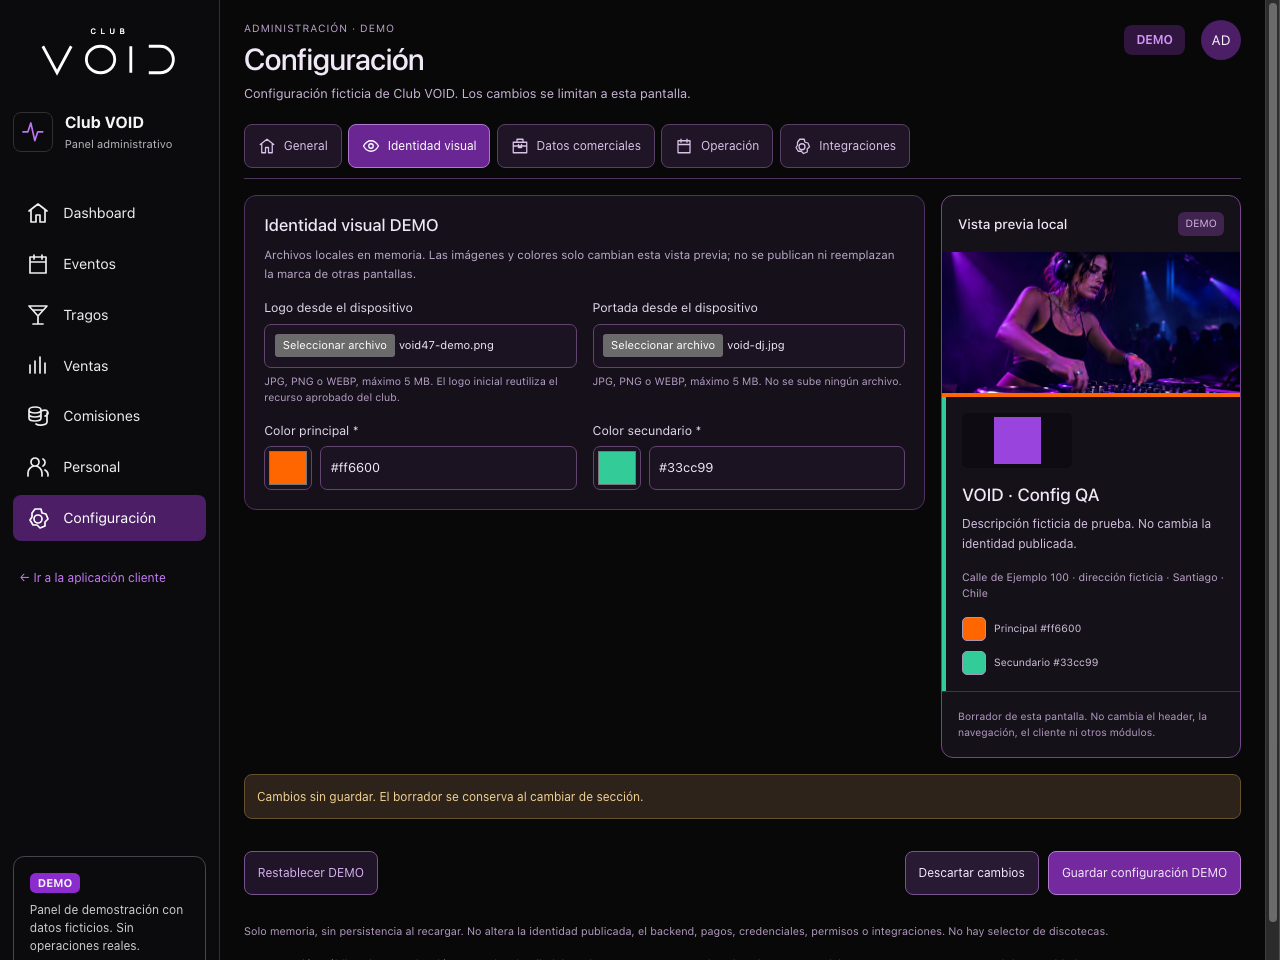 CLUB
VOID
Club VOID
Panel administrativo
Dashboard
Eventos
Tragos
Ventas
Comisiones
Personal
Configuración
← Ir a la aplicación cliente
DEMO
Panel de demostración con
datos ficticios. Sin
operaciones reales.
ADMINISTRACIÓN · DEMO
Configuración
Configuración ficticia de Club VOID. Los cambios se limitan a esta pantalla.
DEMO
AD
General
Identidad visual
Datos comerciales
Operación
Integraciones
Identidad visual DEMO
Archivos locales en memoria. Las imágenes y colores solo cambian esta vista previa; no se publican ni reemplazan
la marca de otras pantallas.
Logo desde el dispositivo
Seleccionar archivo void47-demo.png
JPG, PNG o WEBP, máximo 5 MB. El logo inicial reutiliza el
recurso aprobado del club.
Portada desde el dispositivo
Seleccionar archivo void-dj.jpg
JPG, PNG o WEBP, máximo 5 MB. No se sube ningún archivo.
Color principal *
#ff6600
Color secundario *
#33cc99
Vista previa local
DEMO
VOID · Config QA
Descripción ficticia de prueba. No cambia la
identidad publicada.
Calle de Ejemplo 100 · dirección ficticia · Santiago ·
Chile
Principal #ff6600
Secundario #33cc99
Borrador de esta pantalla. No cambia el header, la
navegación, el cliente ni otros módulos.
Cambios sin guardar. El borrador se conserva al cambiar de sección.
Restablecer DEMO
Descartar cambios
Guardar configuración DEMO
Solo memoria, sin persistencia al recargar. No altera la identidad publicada, el backend, pagos, credenciales, permisos o integraciones. No hay selector de discotecas.